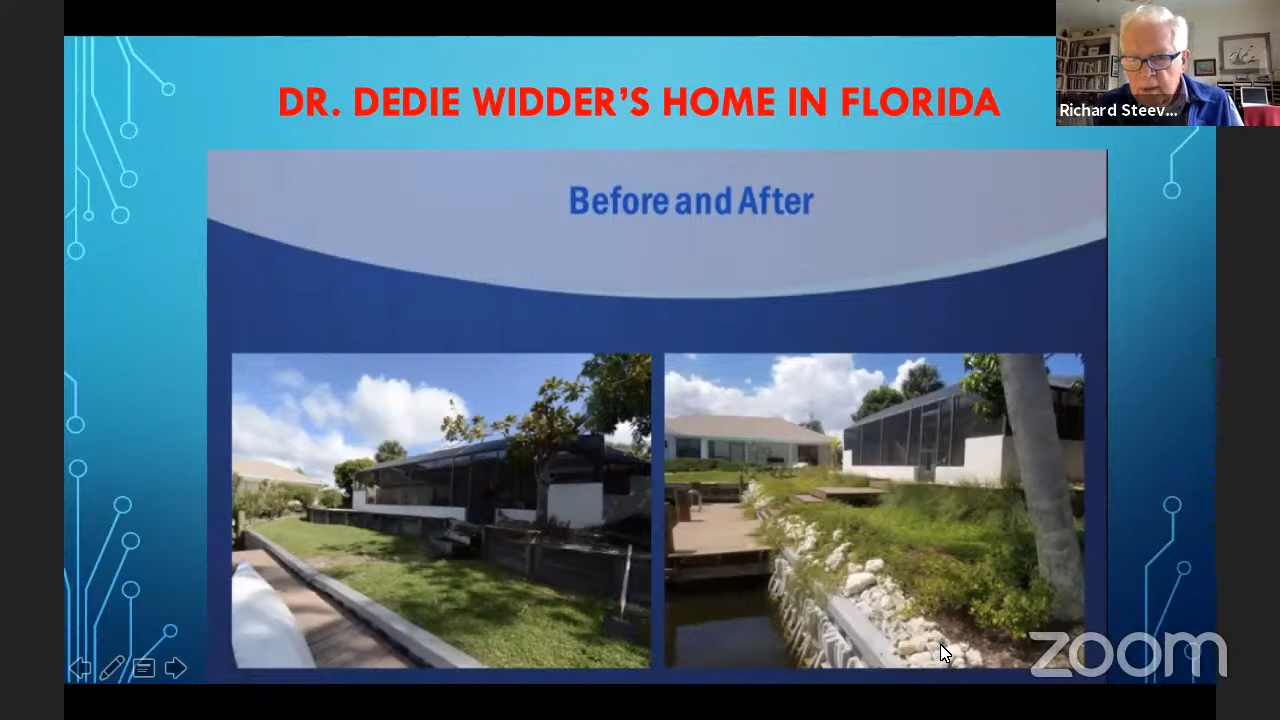 DR. DEDIE WIDDER'S HOME IN FLORIDA
Richard Steev...
Before and After
zoom